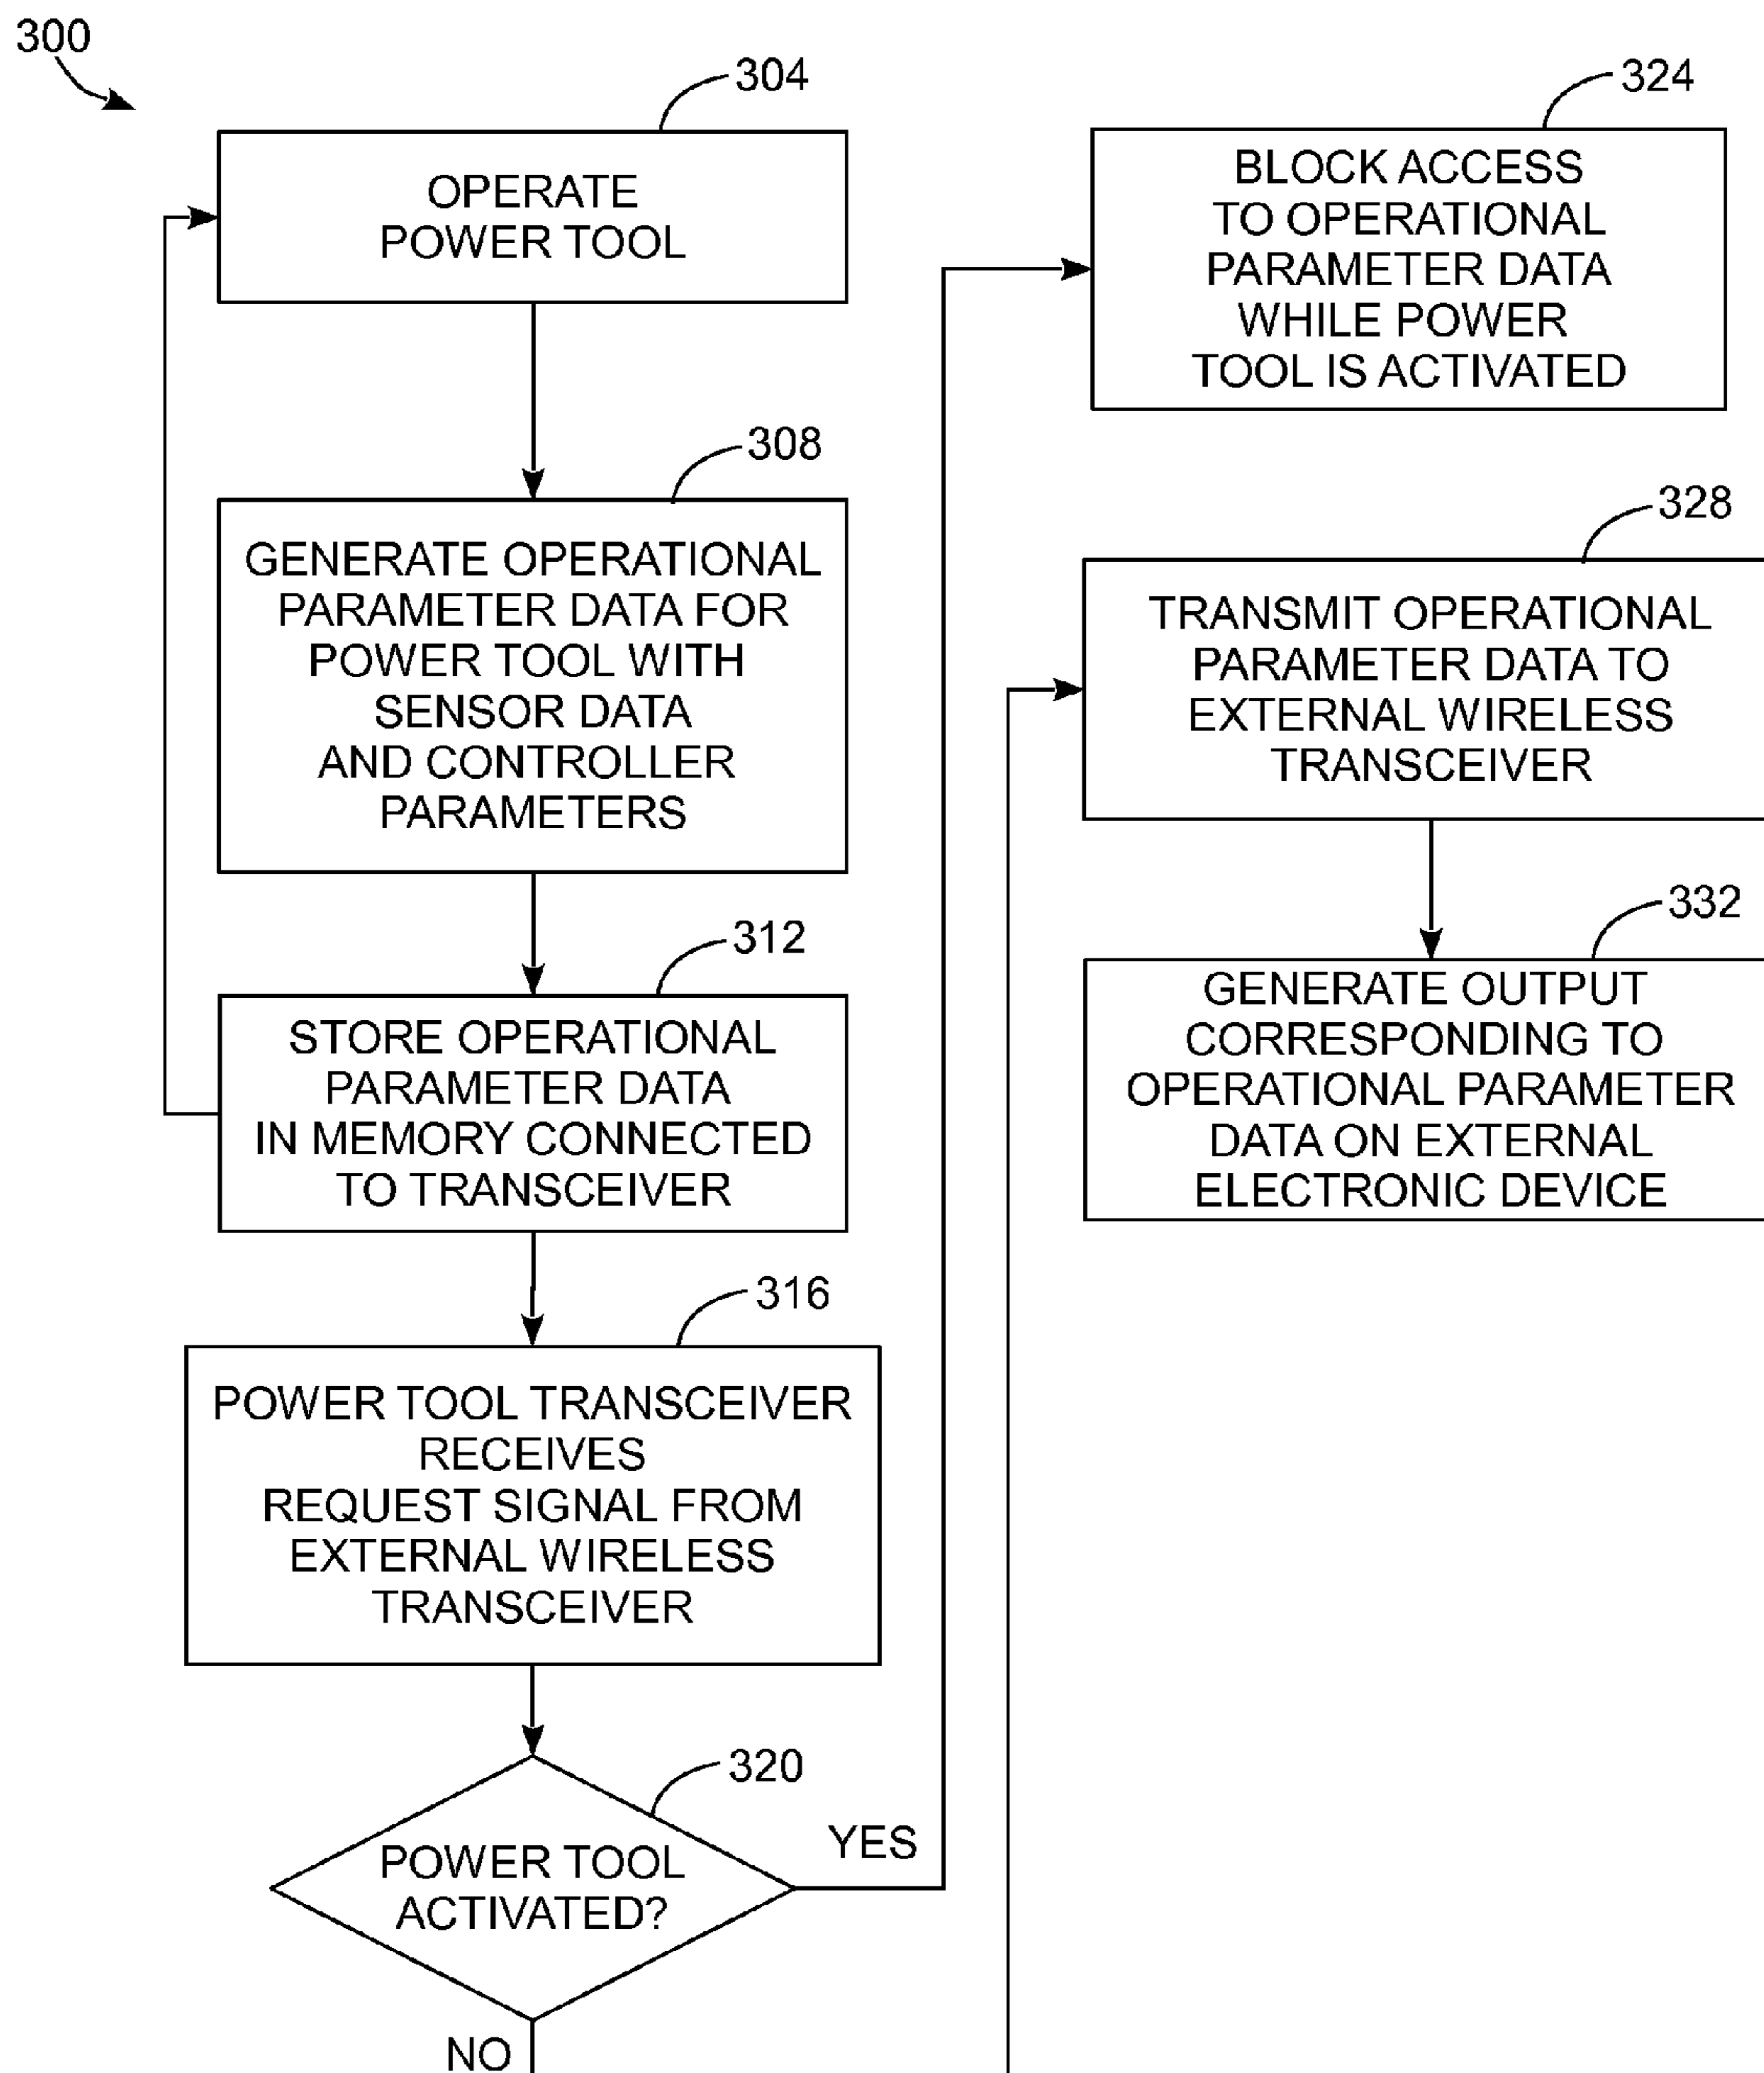 300
304
OPERATE
POWER TOOL
308
GENERATE OPERATIONAL
PARAMETER DATA FOR
POWER TOOL WITH
SENSOR DATA
AND CONTROLLER
PARAMETERS
312
STORE OPERATIONAL
PARAMETER DATA
IN MEMORY CONNECTED
TO TRANSCEIVER
316
POWER TOOL TRANSCEIVER
RECEIVES
REQUEST SIGNAL FROM
EXTERNAL WIRELESS
TRANSCEIVER
320
POWER TOOL
ACTIVATED?
YES
NO
324
BLOCK ACCESS
TO OPERATIONAL
PARAMETER DATA
WHILE POWER
TOOL IS ACTIVATED
328
TRANSMIT OPERATIONAL
PARAMETER DATA TO
EXTERNAL WIRELESS
TRANSCEIVER
332
GENERATE OUTPUT
CORRESPONDING TO
OPERATIONAL PARAMETER
DATA ON EXTERNAL
ELECTRONIC DEVICE